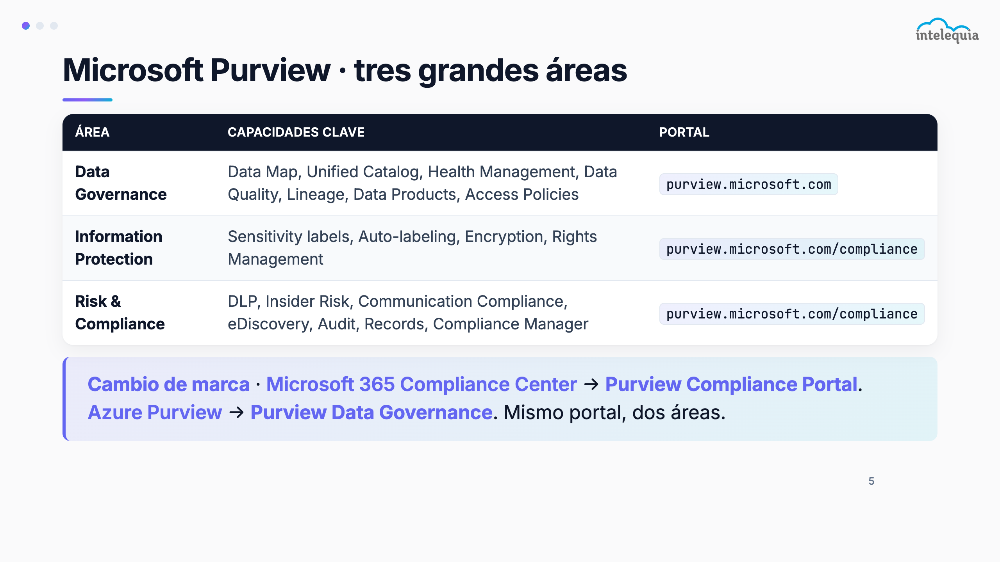 intelequia
Microsoft Purview · tres grandes áreas
ÁREA CAPACIDADES CLAVE PORTAL
Data Governance
Data Map, Unified Catalog, Health Management, Data
Quality, Lineage, Data Products, Access Policies
purview.microsoft.com
Information Protection
Sensitivity labels, Auto-labeling, Encryption, Rights
Management
purview.microsoft.com/compliance
Risk & Compliance
DLP, Insider Risk, Communication Compliance,
eDiscovery, Audit, Records, Compliance Manager
purview.microsoft.com/compliance
Cambio de marca · Microsoft 365 Compliance Center → Purview Compliance Portal.
Azure Purview → Purview Data Governance. Mismo portal, dos áreas.
5